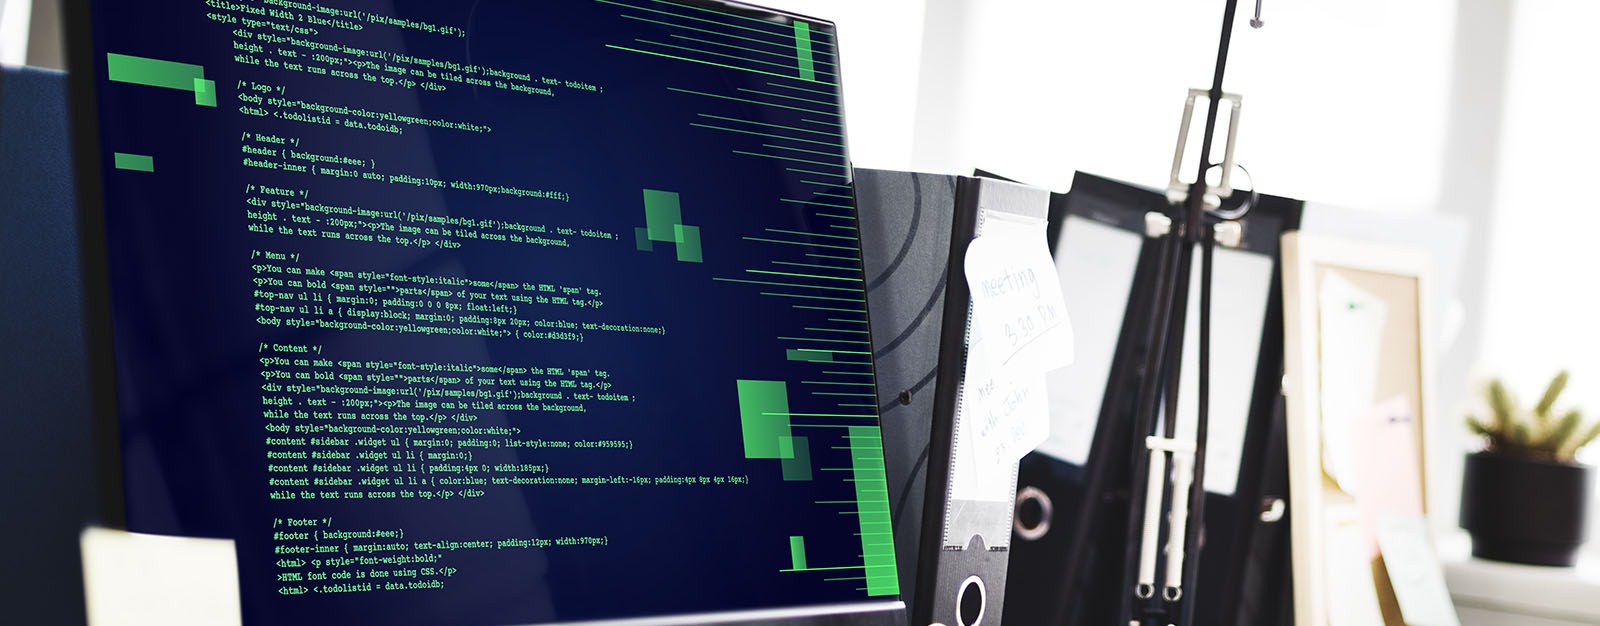 background-image:url('/pix/samples/bg1.gif');
<title>Fixed Width 2 Blue</title>
<style type="text/css">
<div style="background-image:url('/pix/samples/bg1.gif');background . text- todoitem ;
height . text - :200px;"><p>The image can be tiled across the background,
while the text runs across the top.</p> </div>
/* Logo */
<body style="background-color:yellowgreen;color:white;">
<html> <.todolistid = data.todoidb;
/* Header */
#header { background:#eee; }
#header-inner { margin:0 auto; padding:10px; width:970px;background:#fff;}
/* Feature */
<div style="background-image:url('/pix/samples/bg1.gif');background . text- todoitem ;
height . text - :200px;"><p>The image can be tiled across the background,
while the text runs across the top.</p> </div>
/* Menu */
<p>You can make <span style="font-style:italic">some</span> the HTML 'span' tag.
<p>You can bold <span style="">parts</span> of your text using the HTML tag.</p>
#top-nav ul li { margin:0; padding:0 0 0 8px; float:left;}
#top-nav ul li a { display:block; margin:0; padding:8px 20px; color:blue; text-decoration:none;}
<body style="background-color:yellowgreen;color:white;"> { color:#d3d3f9;}
/* Content */
<p>You can make <span style="font-style:italic">some</span> the HTML 'span' tag.
<p>You can bold <span style="">parts</span> of your text using the HTML tag.</p>
<div style="background-image:url('/pix/samples/bg1.gif');background . text- todoitem ;
height . text - :200px;"><p>The image can be tiled across the background,
while the text runs across the top.</p> </div>
<body style="background-color:yellowgreen;color:white;">
#content #sidebar .widget ul { margin:0; padding:0; list-style:none; color:#959595;}
#content #sidebar .widget ul li { margin:0;}
#content #sidebar .widget ul li { padding:4px 0; width:185px;}
#content #sidebar .widget ul li a { color:blue; text-decoration:none; margin-left:-16px; padding:4px 8px 4px 16px;}
while the text runs across the top.</p> </div>
/* Footer */
#footer { background:#eee;}
#footer-inner { margin:auto; text-align:center; padding:12px; width:970px;}
<html> <p style="font-weight:bold;"
>HTML font code is done using CSS.</p>
<html> <.todolistid = data.todoidb;
meeting
3:30 PM
with John